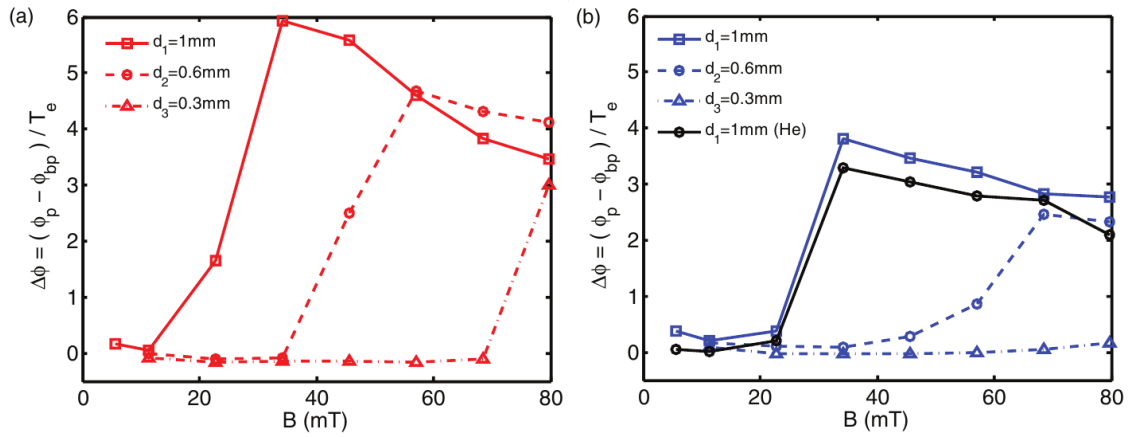 (a)
6
5
4
3
2
1
0
Δϕ = ( ϕp − ϕbp) / Te
d1=1mm
d2=0.6mm
d3=0.3mm
0 20 40 60 80
B (mT)
(b)
6
5
4
3
2
1
0
Δϕ = ( ϕp − ϕbp) / Te
d1=1mm
d2=0.6mm
d3=0.3mm
d1=1mm (He)
0 20 40 60 80
B (mT)